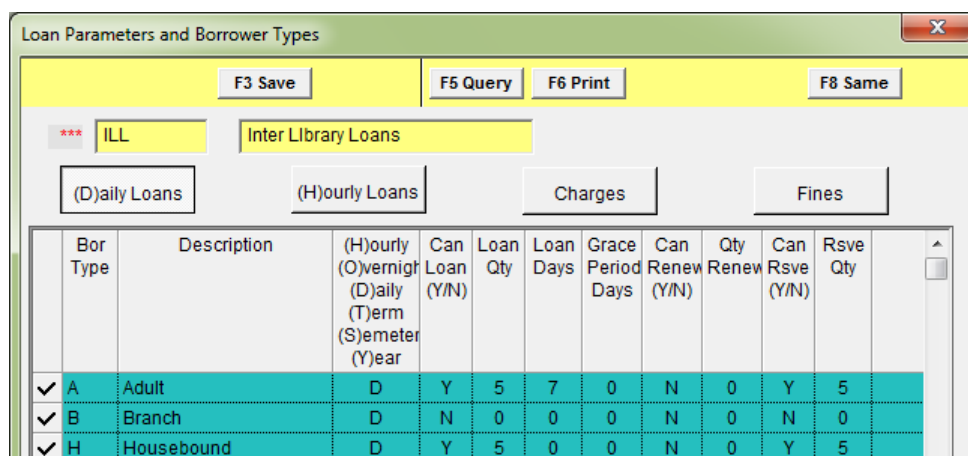 Loan Parameters and Borrower Types
F3 Save F5 Query F6 Print F8 Same
*** ILL Inter LIbrary Loans
(D)aily Loans (H)ourly Loans Charges Fines
Bor Description (H)ourly Can Loan Loan Grace Can Qty Can Rsve
Type (O)vernigh Loan Qty Days Period Renew Renew Rsve Qty
(D)aily (Y/N) Days (Y/N) (Y/N)
(T)erm
(S)emeter
(Y)ear
A Adult D Y 5 7 0 N 0 Y 5
B Branch D N 0 0 0 N 0 N 0
H Housebound D Y 5 0 0 N 0 Y 5